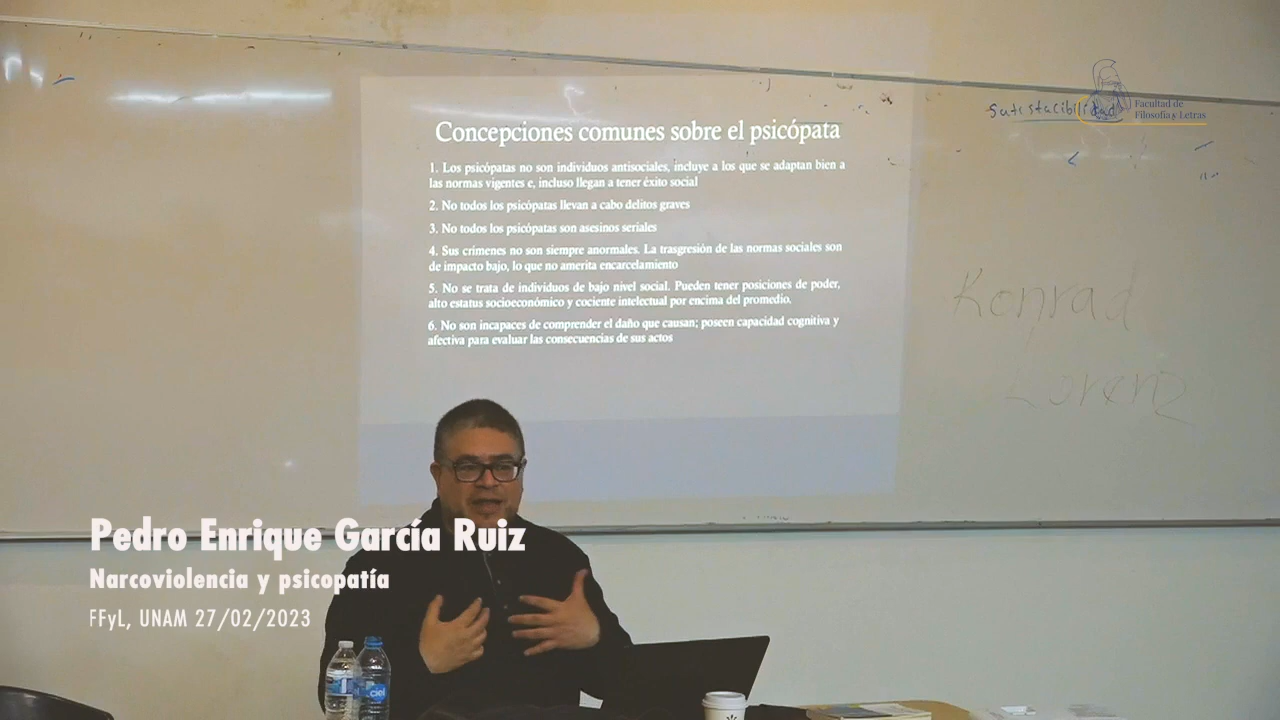 Concepciones comunes sobre el psicópata
1. Los psicópatas no son individuos antisociales, incluye a los que se adaptan bien a
las normas vigentes e, incluso llegan a tener éxito social
2. No todos los psicópatas llevan a cabo delitos graves
3. No todos los psicópatas son asesinos seriales
4. Sus crímenes no son siempre anormales. La trasgresión de las normas sociales son
de impacto bajo, lo que no amerita encarcelamiento
5. No se trata de individuos de bajo nivel social. Pueden tener posiciones de poder,
alto estatus socioeconómico y cociente intelectual por encima del promedio.
6. No son incapaces de comprender el daño que causan; poseen capacidad cognitiva y
afectiva para evaluar las consecuencias de sus actos
Facultad de
Filosofía y Letras
Konrad
Lorenz
Pedro Enrique García Ruiz
Narcoviolencia y psicopatía
FFyL, UNAM 27/02/2023
ciel